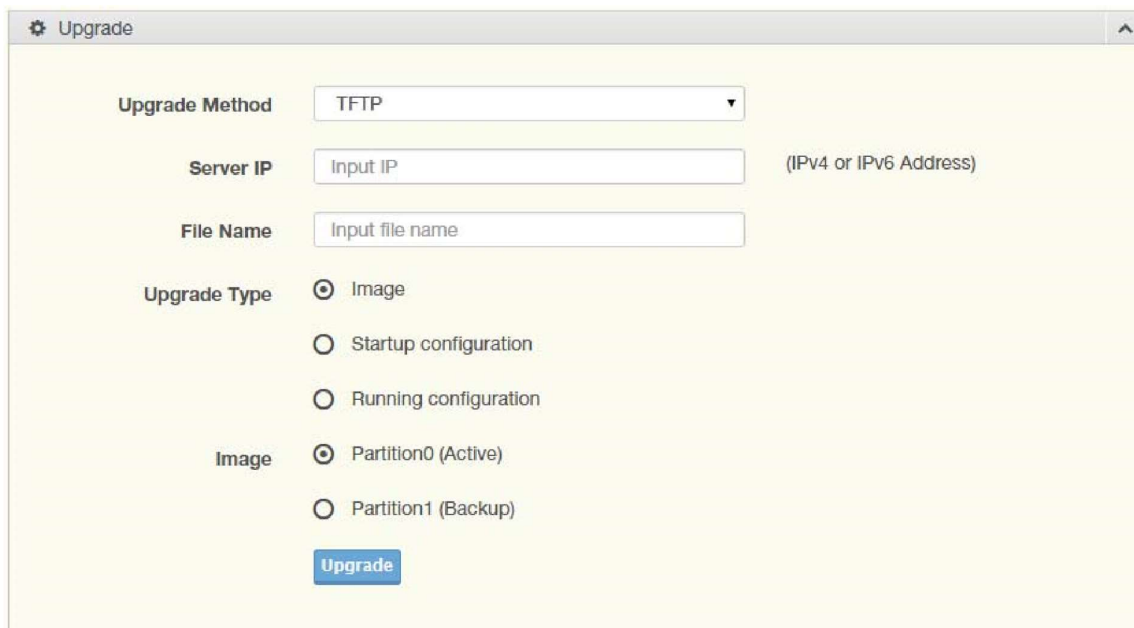 Upgrade
Upgrade Method TFTP
Server IP Input IP (IPv4 or IPv6 Address)
File Name Input file name
Upgrade Type Image
Startup configuration
Running configuration
Image Partition0 (Active)
Partition1 (Backup)
Upgrade